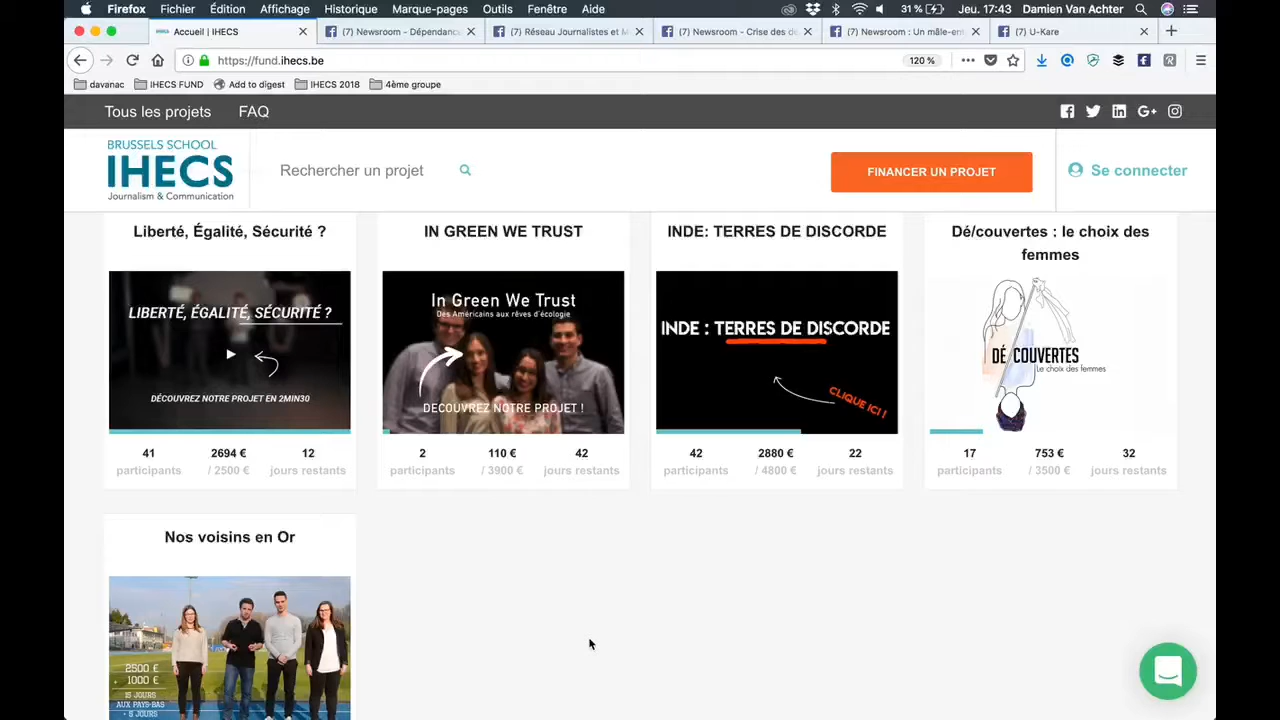 Firefox Fichier Édition Affichage Historique Marque-pages Outils Fenêtre Aide 31 % Jeu. 17:43 Damien Van Achter
Accueil | IHECS (7) Newsroom - Dépendanc (7) Réseau Journalistes et M (7) Newsroom - Crise des de (7) Newsroom : Un mâle-en (7) U-Kare
https://fund.ihecs.be 120 %
davanac IHECS FUND Add to digest IHECS 2018 4ème groupe
Tous les projets FAQ
BRUSSELS SCHOOL
IHECS
Journalism & Communication
Rechercher un projet
FINANCER UN PROJET
Se connecter
Liberté, Égalité, Sécurité ?
LIBERTÉ, ÉGALITÉ, SÉCURITÉ ?
DÉCOUVREZ NOTRE PROJET EN 2MIN30
41 2694 € 12
participants / 2500 € jours restants
IN GREEN WE TRUST
In Green We Trust
Des Américains aux rêves d'écologie
DECOUVREZ NOTRE PROJET !
2 110 € 42
participants / 3900 € jours restants
INDE: TERRES DE DISCORDE
INDE : TERRES DE DISCORDE
CLIQUE ICI !
42 2880 € 22
participants / 4800 € jours restants
Dé/couvertes : le choix des
femmes
DÉ COUVERTES
Le choix des femmes
17 753 € 32
participants / 3500 € jours restants
Nos voisins en Or
2500 €
+ 1000 €
15 JOURS
AUX PAYS-BAS
+ 5 JOURS